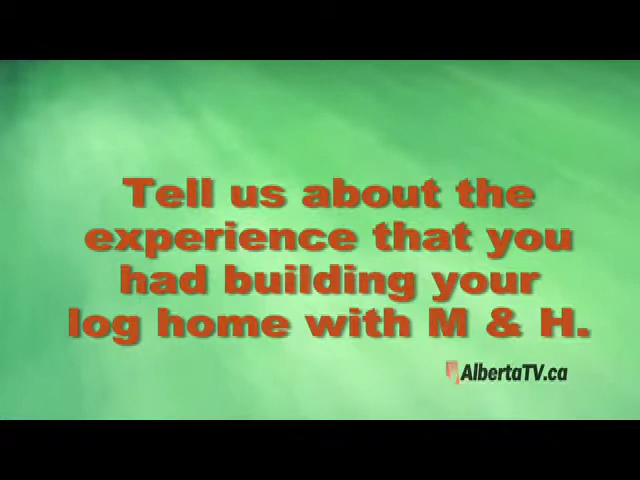 Tell us about the
experience that you
had building your
log home with M & H.
AlbertaTV.ca